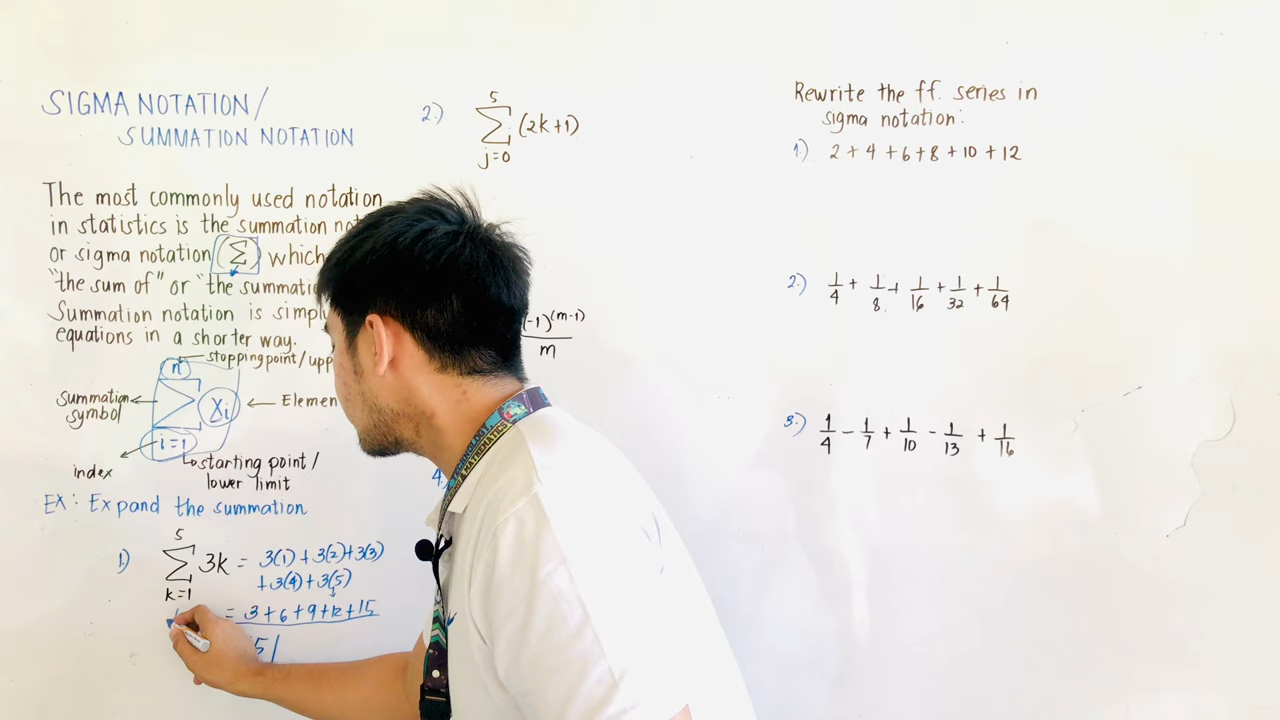 SIGMA NOTATION/
SUMMATION NOTATION
The most commonly used notation
in statistics is the summation
or sigma notation (Σ) which
"the sum of" or "the summation
Summation notation is simply
equations in a shorter way.
n
stopping point/upp
Summation
symbol
Σ
Xi
Elemen
i=1
index
starting point/
lower limit
EX: Expand the summation
1.)
5
Σ 3k = 3(1)+3(2)+3(3)
+3(4)+3(5)
k=1
= 3+6+9+12+15
5/
2.)
5
Σ (2k+1)
j=0
(-1)^(m-1)
m
4.
Rewrite the ff. series in
sigma notation:
1.) 2+4+6+8+10+12
2.) 1/4 + 1/8 + 1/16 + 1/32 + 1/64
3.) 1/4 - 1/7 + 1/10 - 1/13 + 1/16
MATHEMATICS